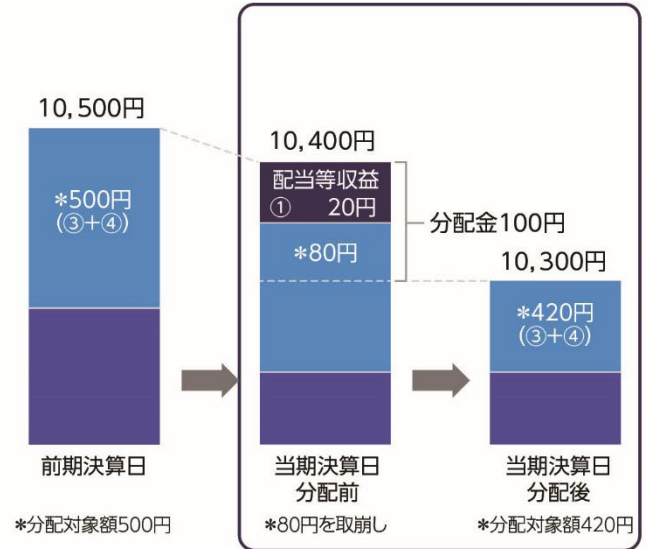 10,500円
*500円
(③+④)
前期決算日
*分配対象額500円
10,400円
配当等収益
① 20円
*80円
分配金100円
当期決算日
分配前
*80円を取崩し
10,300円
*420円
(③+④)
当期決算日
分配後
*分配対象額420円